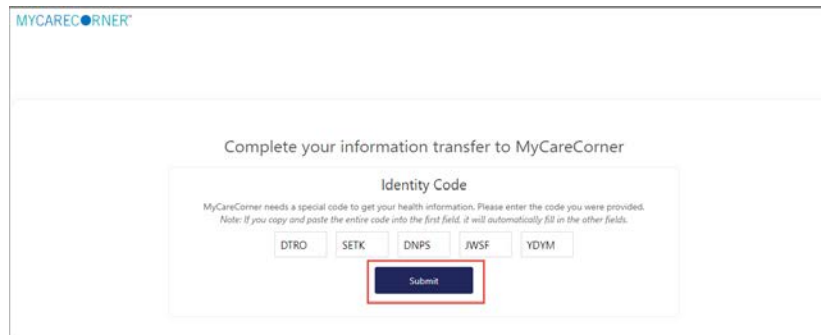 MYCARECORNER™
Complete your information transfer to MyCareCorner
Identity Code
MyCareCorner needs a special code to get your health information. Please enter the code you were provided.
Note: If you copy and paste the entire code into the first field, it will automatically fill in the other fields.
DTRO SETK DNPS JWSF YDYM
Submit